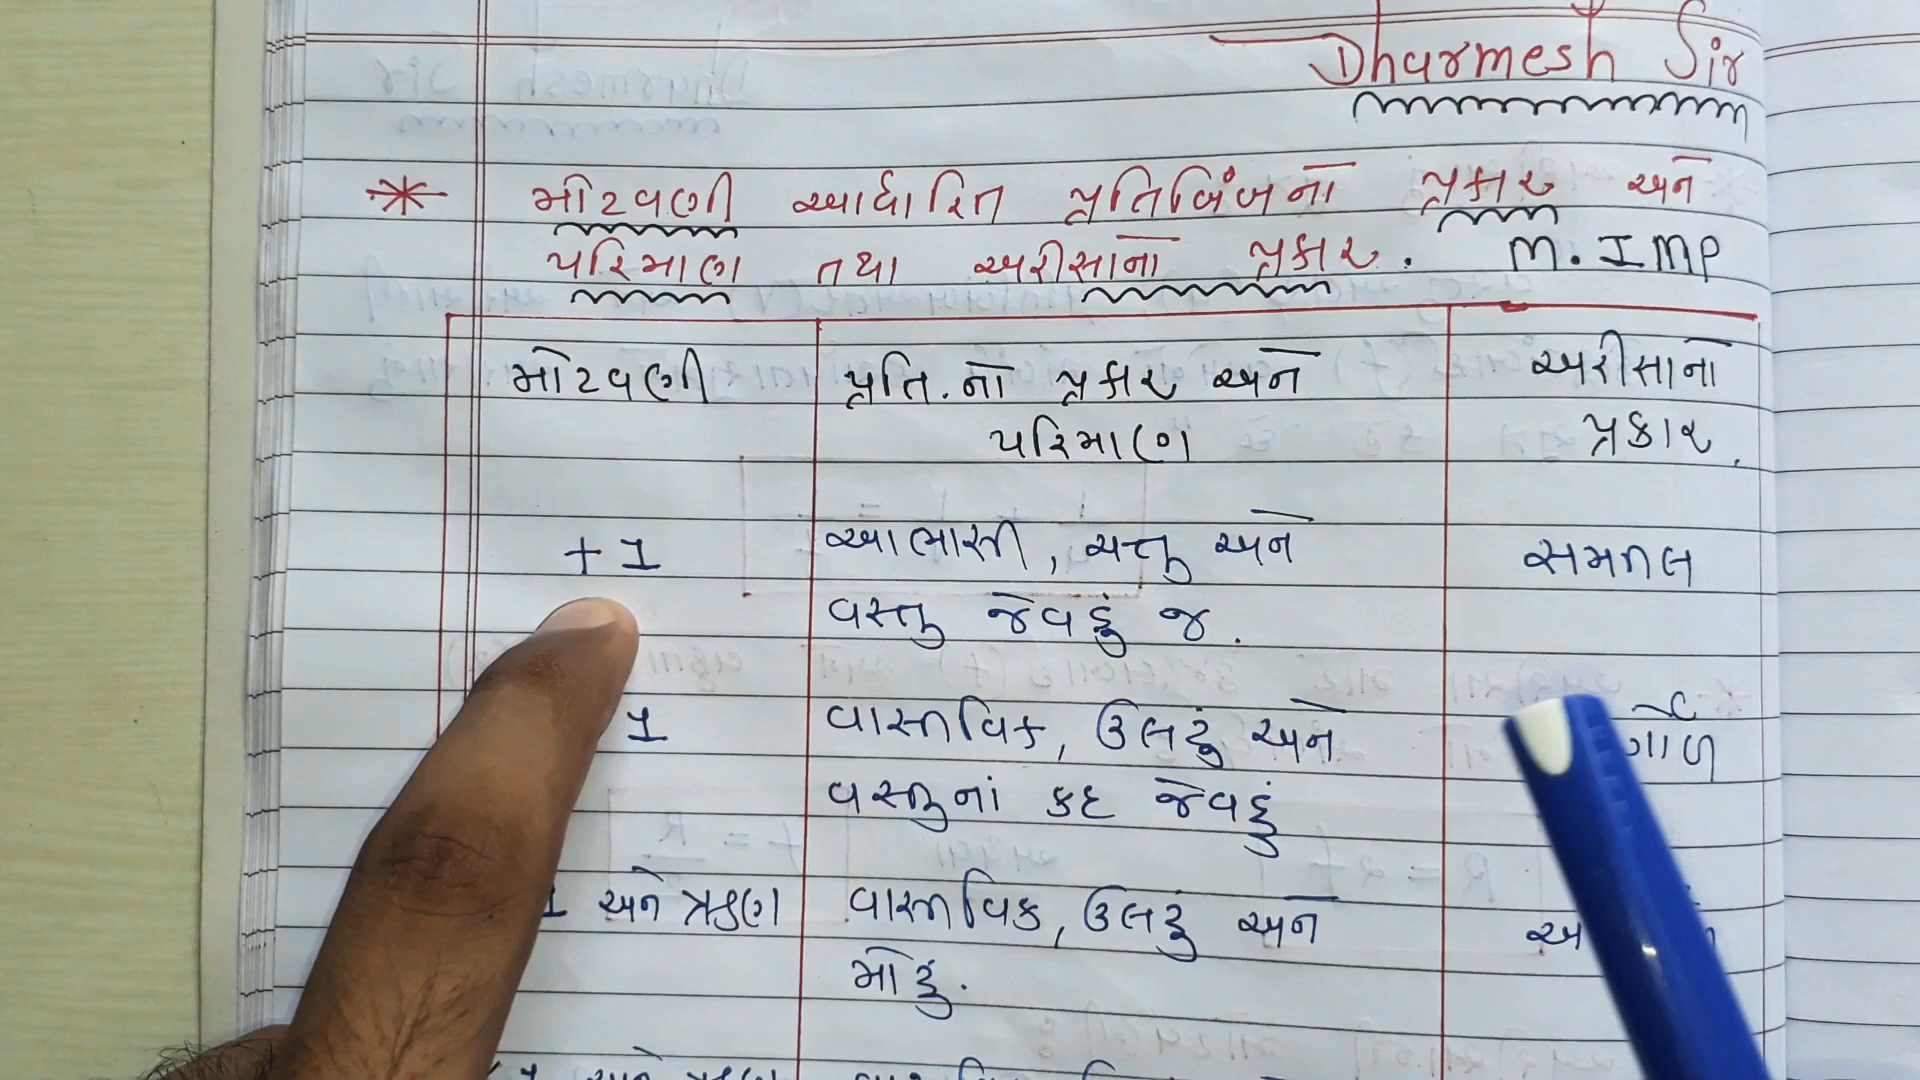 Dharmesh Sir
* મોટવણી આધારિત પ્રતિબિંબનો પ્રકાર અને
પરિમાણ તથા અરીસાનો પ્રકાર. M. IMP
મોટવણી પ્રતિ.નો પ્રકાર અને અરીસાનો
પરિમાણ પ્રકાર.
+1 આભાસી, ચત્તુ અને સમતલ
વસ્તુ જેવડું જ.
1 વાસ્તવિક, ઉલટું અને ગોળ
વસ્તુનાં કદ જેવડું
1 અને ઋણ વાસ્તવિક, ઉલટું અને
મોટું.